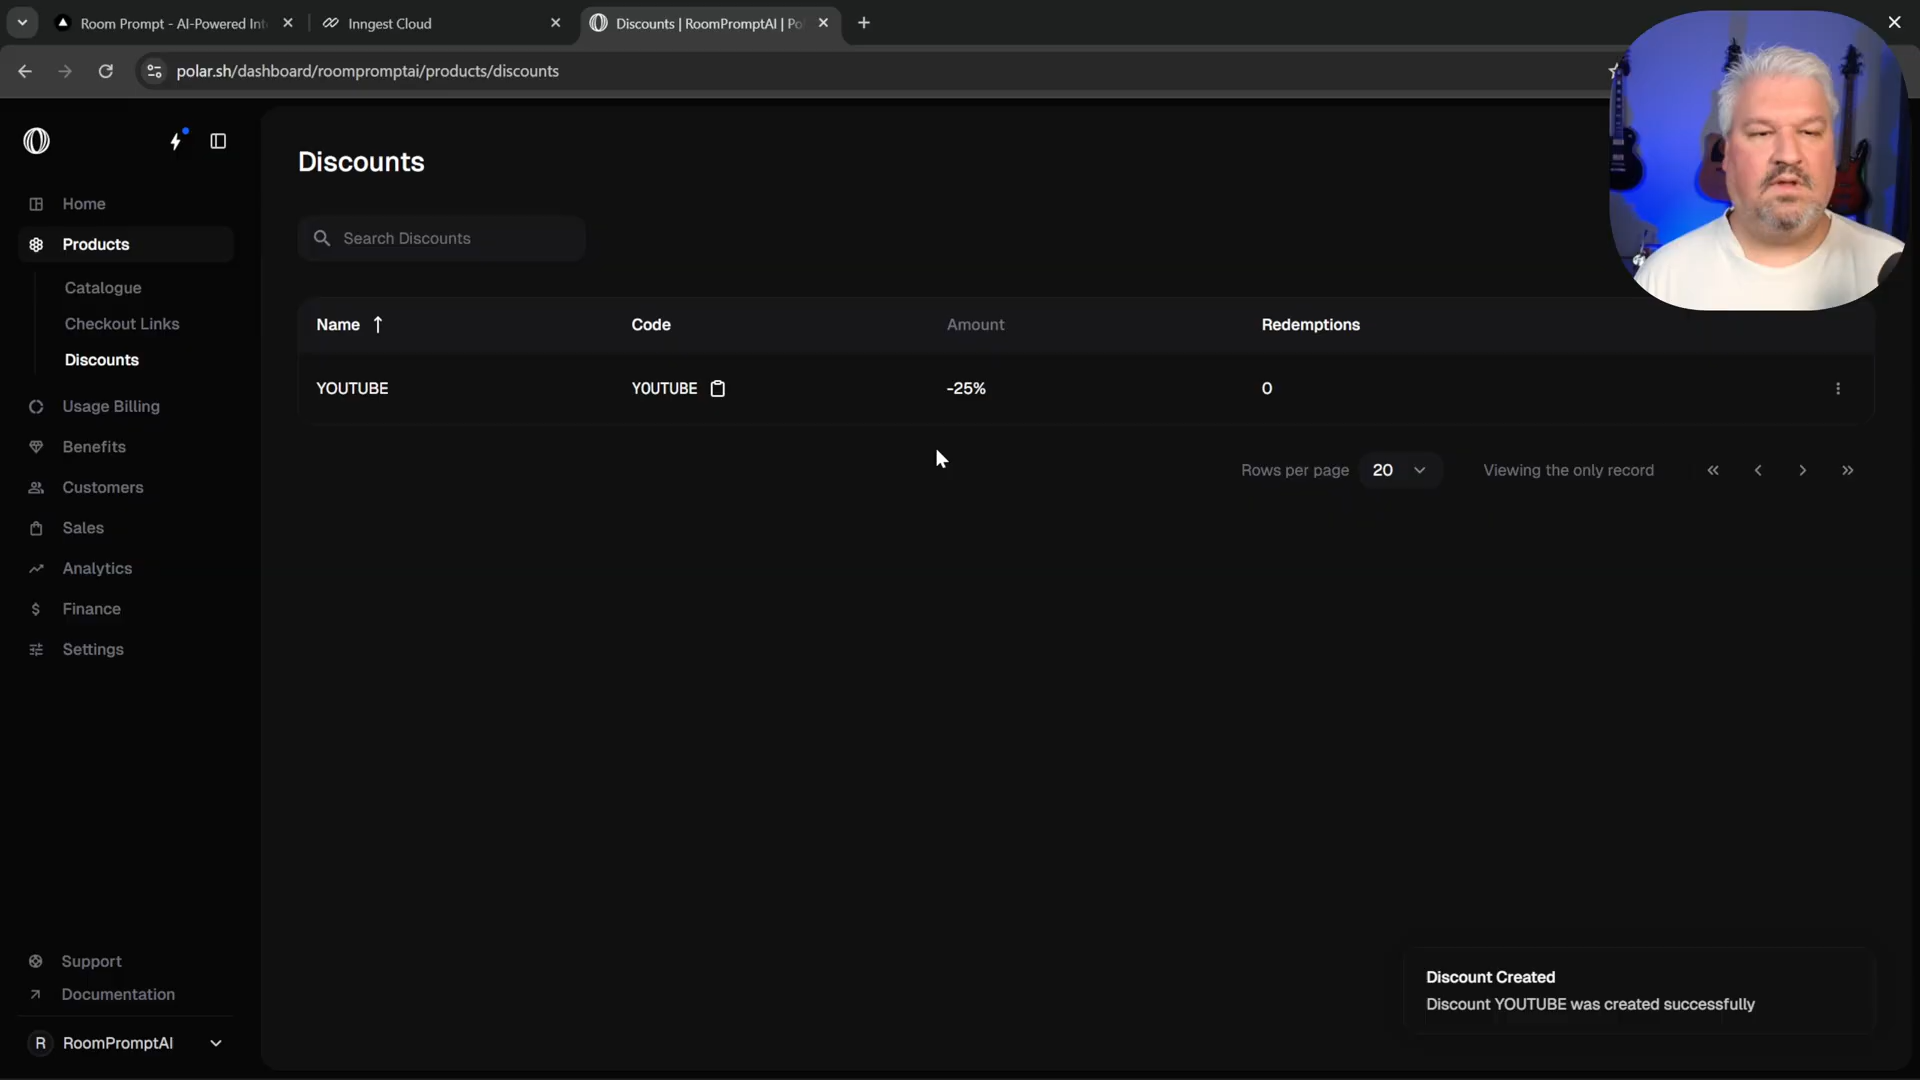 Room Prompt - AI-Powered Int
Inngest Cloud
Discounts | RoomPromptAI | Po
polar.sh/dashboard/roompromptai/products/discounts
Home
Products
Catalogue
Checkout Links
Discounts
Usage Billing
Benefits
Customers
Sales
Analytics
Finance
Settings
Support
Documentation
R RoomPromptAI
Discounts
Search Discounts
Name Code Amount Redemptions
YOUTUBE YOUTUBE -25% 0
Rows per page 20 Viewing the only record
Discount Created
Discount YOUTUBE was created successfully